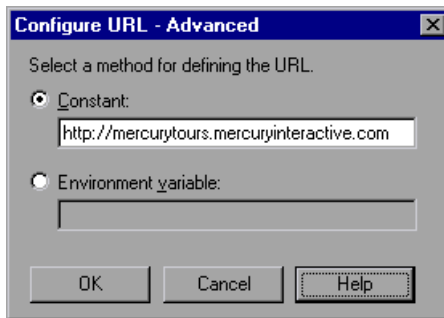 Configure URL - Advanced
Select a method for defining the URL.
Constant:
http://mercurytours.mercuryinteractive.com
Environment variable:
OK Cancel Help